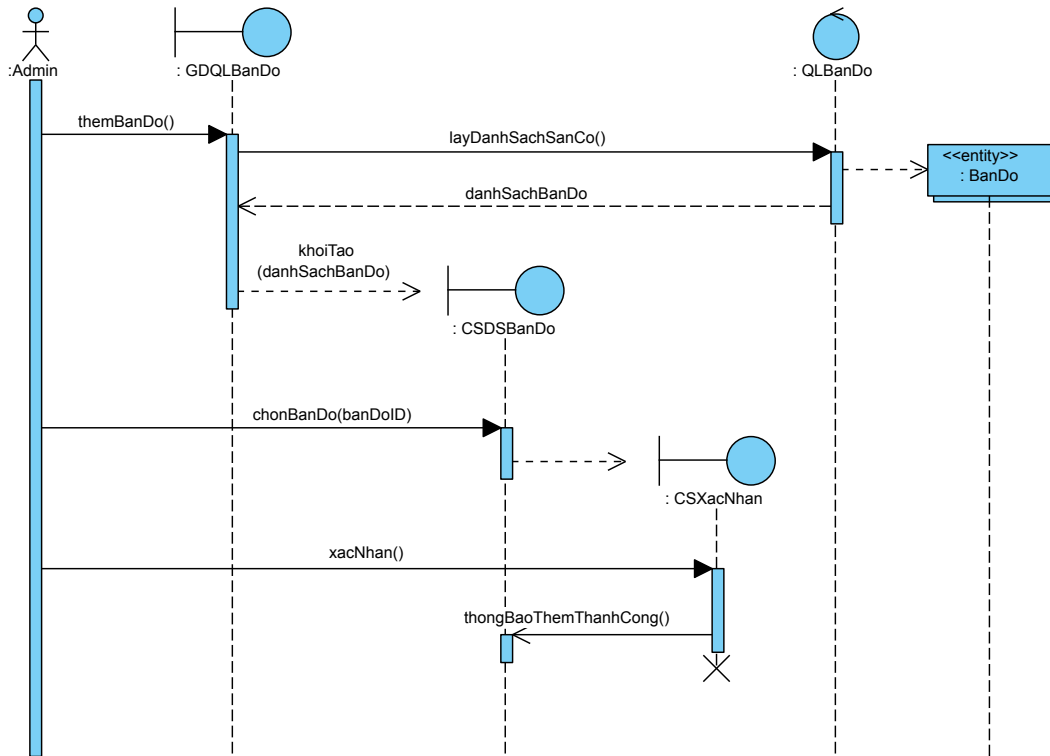 :Admin
: GDQLBanDo
: QLBanDo
themBanDo()
layDanhSachSanCo()
<<entity>>
: BanDo
danhSachBanDo
khoiTao
(danhSachBanDo)
: CSDSBanDo
chonBanDo(banDoID)
: CSXacNhan
xacNhan()
thongBaoThemThanhCong()